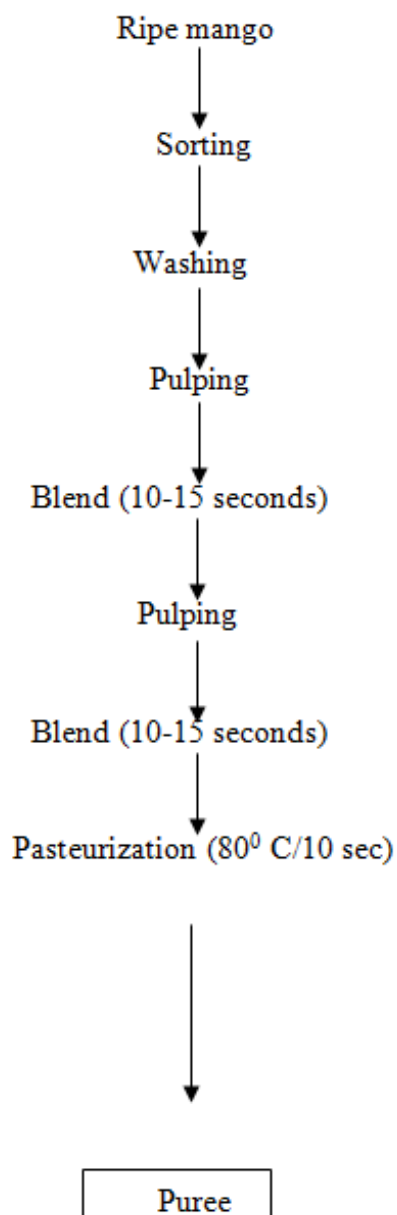 Ripe mango
Sorting
Washing
Pulping
Blend (10-15 seconds)
Pulping
Blend (10-15 seconds)
Pasteurization (80⁰ C/10 sec)
Puree